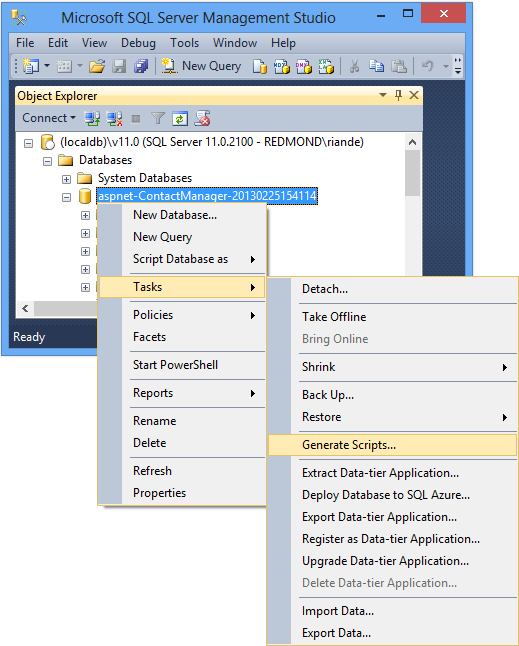 Microsoft SQL Server Management Studio
File Edit View Debug Tools Window Help
New Query
Object Explorer
Connect
(localdb)\v11.0 (SQL Server 11.0.2100 - REDMOND\riande)
Databases
System Databases
aspnet-ContactManager-20130225154114
New Database...
New Query
Script Database as
Tasks
Policies
Facets
Start PowerShell
Reports
Rename
Delete
Refresh
Properties
Ready
Detach...
Take Offline
Bring Online
Shrink
Back Up...
Restore
Generate Scripts...
Extract Data-tier Application...
Deploy Database to SQL Azure...
Export Data-tier Application...
Register as Data-tier Application...
Upgrade Data-tier Application...
Delete Data-tier Application...
Import Data...
Export Data...